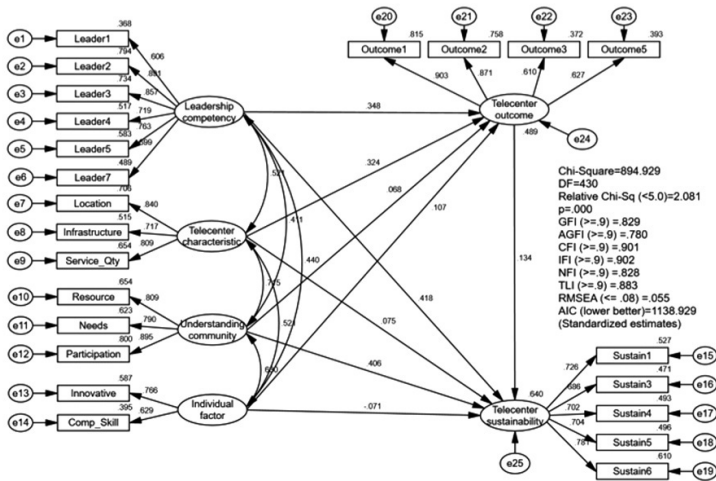 e20
e21
e22
e23
.815
.758
.372
.393
Outcome1
Outcome2
Outcome3
Outcome5
.903
.871
.610
.627
e1
Leader1
.368
e2
Leader2
.794
e3
Leader3
.734
e4
Leader4
.517
e5
Leader5
.583
e6
Leader7
.489
.606
.891
.857
.719
.763
.699
Leadership
competency
e7
Location
.706
e8
Infrastructure
.515
e9
Service_Qty
.654
.840
.717
.809
Telecenter
characteristic
e10
Resource
.654
e11
Needs
.623
e12
Participation
.800
.809
.790
.895
Understanding
community
e13
Innovative
.587
e14
Comp_Skill
.395
.766
.629
Individual
factor
Telecenter
outcome
.489
e24
.348
.324
.068
.107
.134
.440
.418
.075
.406
-.071
Chi-Square=894.929
DF=430
Relative Chi-Sq (<5.0)=2.081
p=.000
GFI (>=.9) =.829
AGFI (>=.9) =.780
CFI (>=.9) =.901
IFI (>=.9) =.902
NFI (>=.9) =.828
TLI (>=.9) =.883
RMSEA (<= .08) =.055
AIC (lower better)=1138.929
(Standardized estimates)
Telecenter
sustainability
.640
e25
.726
.686
.702
.704
.781
Sustain1
.527
e15
Sustain3
.471
e16
Sustain4
.493
e17
Sustain5
.496
e18
Sustain6
.610
e19